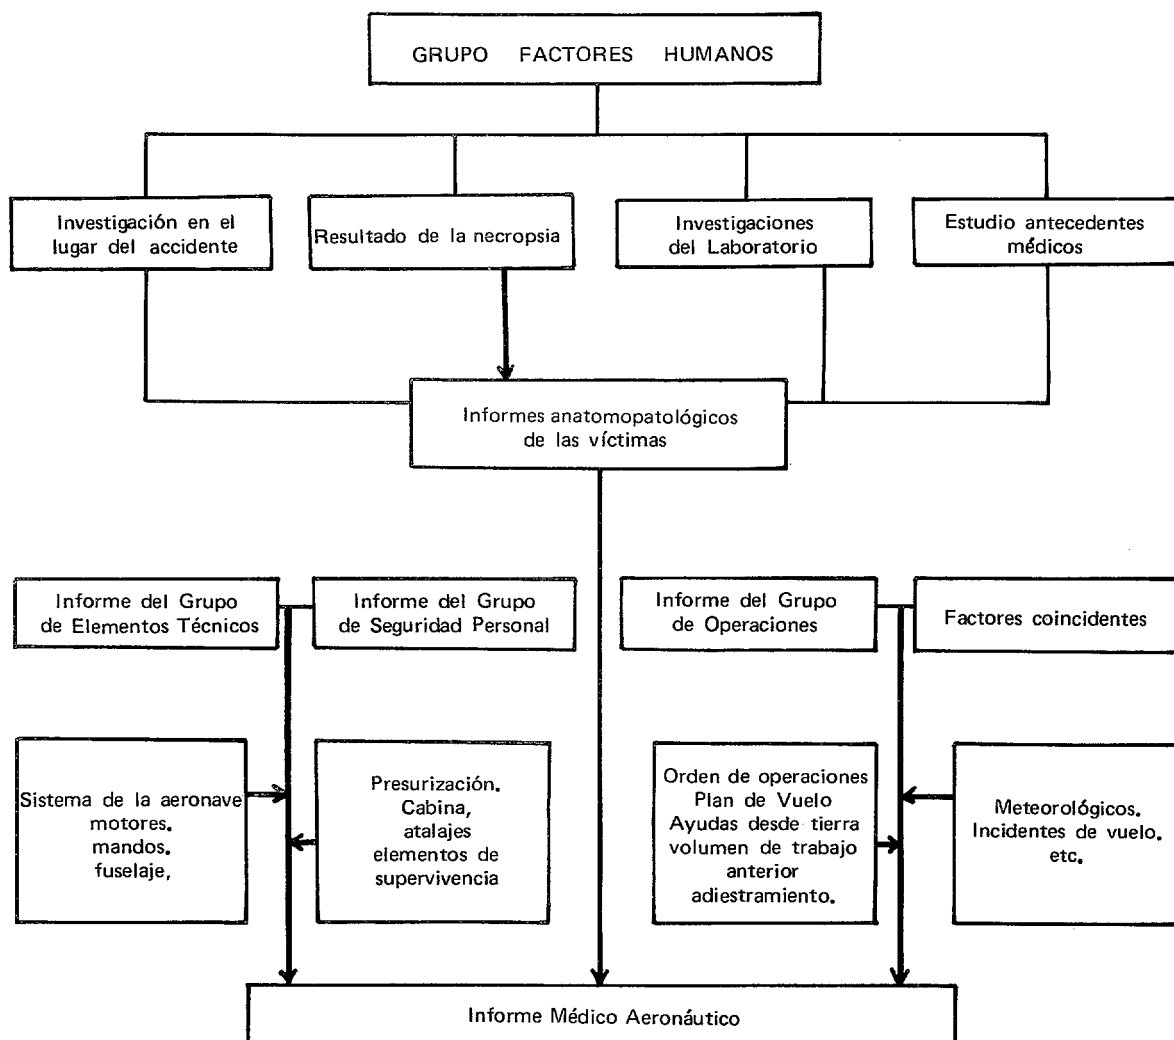 GRUPO FACTORES HUMANOS
Investigación en el
lugar del accidente
Resultado de la necropsia
Investigaciones
del Laboratorio
Estudio antecedentes
médicos
Informes anatomopatológicos
de las víctimas
Informe del Grupo
de Elementos Técnicos
Informe del Grupo
de Seguridad Personal
Informe del Grupo
de Operaciones
Factores coincidentes
Sistema de la aeronave
motores.
mandos.
fuselaje,
Presurización.
Cabina,
atalajes
elementos de
supervivencia
Orden de operaciones
Plan de Vuelo
Ayudas desde tierra
volumen de trabajo
anterior
adiestramiento.
Meteorológicos.
Incidentes de vuelo.
etc.
Informe Médico Aeronáutico